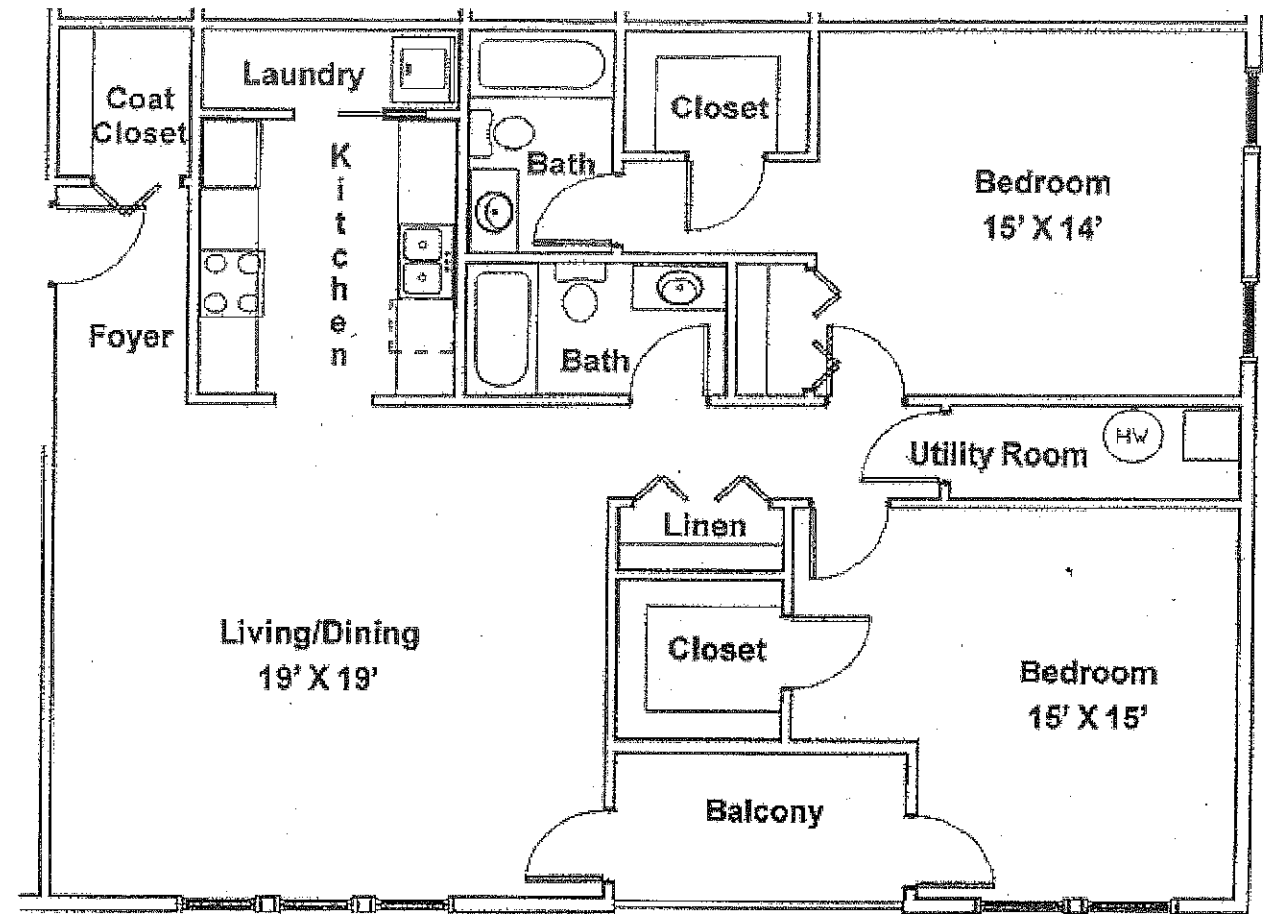 Laundry
Coat
Closet
Closet
Kitchen
Bath
Bedroom
15' X 14'
Foyer
Bath
Utility Room
HW
Linen
Living/Dining
19' X 19'
Closet
Bedroom
15' X 15'
Balcony